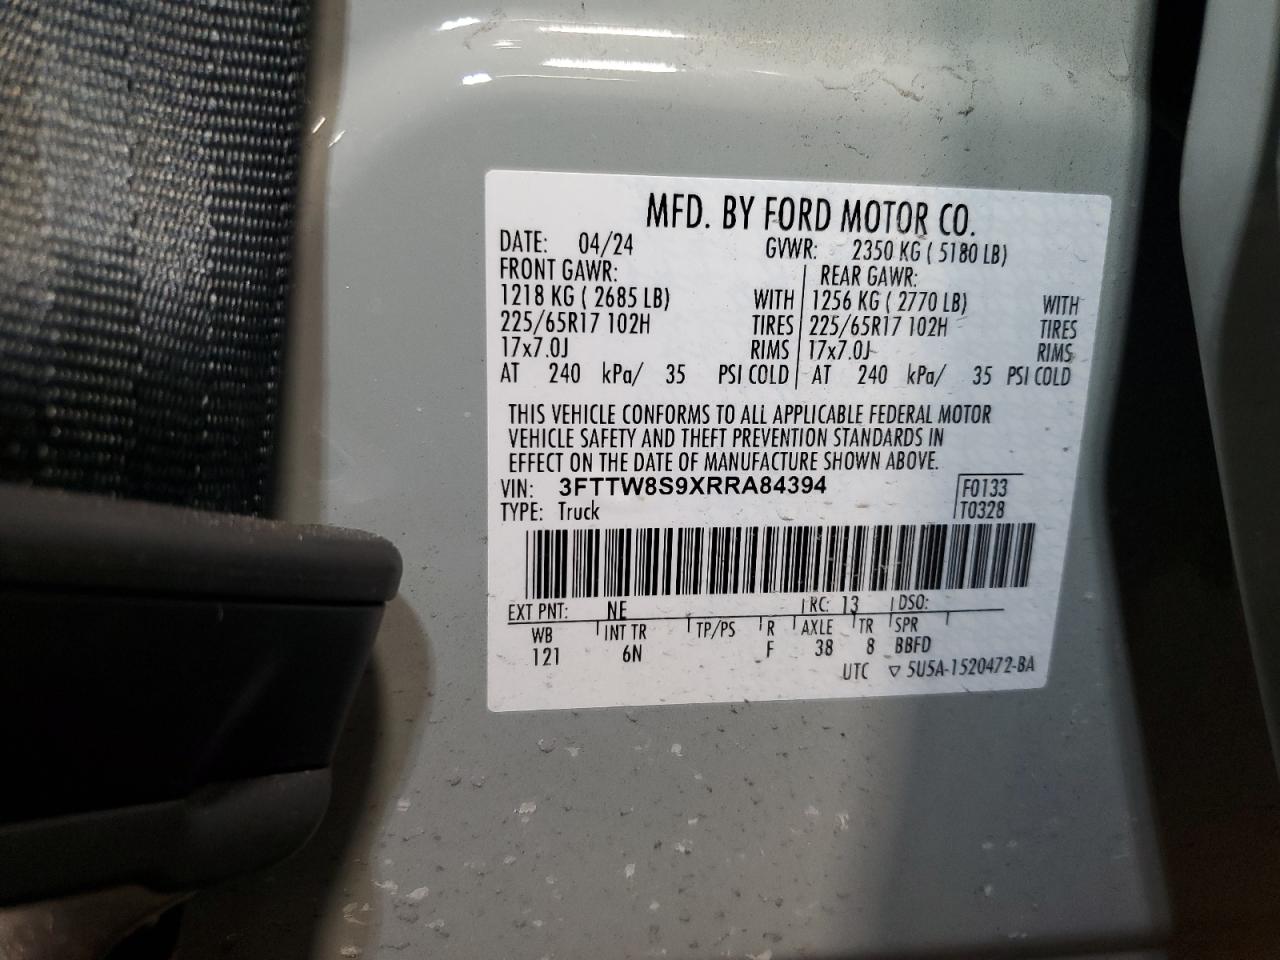 MFD. BY FORD MOTOR CO.
DATE: 04/24 GVWR: 2350 KG ( 5180 LB)
FRONT GAWR: REAR GAWR:
1218 KG ( 2685 LB) WITH 1256 KG ( 2770 LB) WITH
225/65R17 102H TIRES 225/65R17 102H TIRES
17x7.0J RIMS 17x7.0J RIMS
AT 240 kPa/ 35 PSI COLD AT 240 kPa/ 35 PSI COLD
THIS VEHICLE CONFORMS TO ALL APPLICABLE FEDERAL MOTOR
VEHICLE SAFETY AND THEFT PREVENTION STANDARDS IN
EFFECT ON THE DATE OF MANUFACTURE SHOWN ABOVE.
VIN: 3FTTW8S9XRRA84394 F0133
TYPE: Truck T0328
EXT PNT: NE RC: 13 DSO:
WB INT TR TP/PS R AXLE TR SPR
121 6N F 38 8 BBFD
UTC ▽ 5U5A-1520472-BA